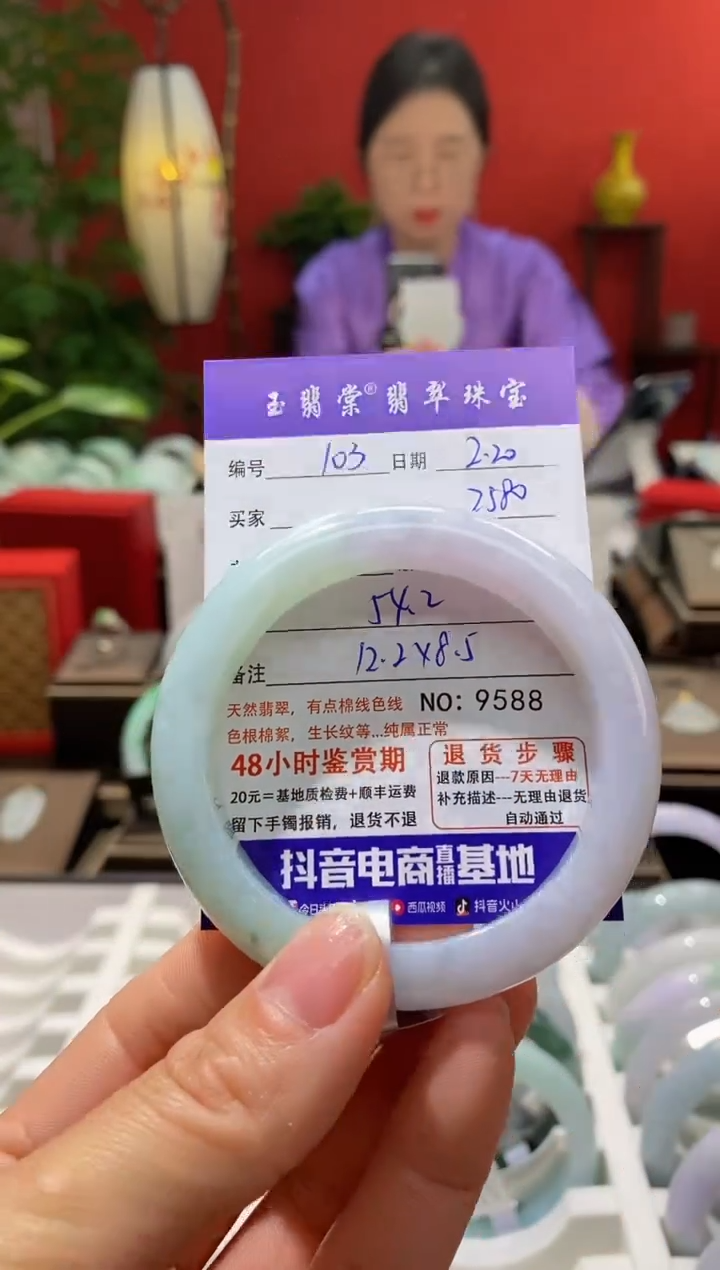 玉翡棠®翡翠珠宝
编号 103 日期 2.20
买家 2580
54.2
备注 12.2×8.5
天然翡翠，有点棉线色线 NO: 9588
色根棉絮，生长纹等...纯属正常
48小时鉴赏期
20元=基地质检费+顺丰运费
留下手镯报销，退货不退
退货步骤
退款原因---7天无理由
补充描述---无理由退货
自动通过
抖音电商直播基地
今日头 西瓜视频 抖音火山